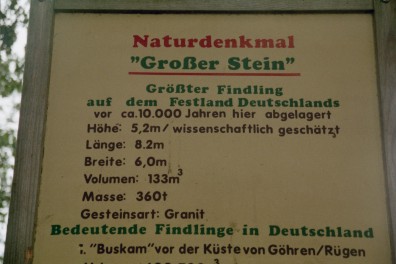 Naturdenkmal
"Großer Stein"
Größter Findling
auf dem Festland Deutschlands
vor ca.10.000 Jahren hier abgelagert
Höhe: 5,2m/wissenschaftlich geschätzt
Länge: 8.2m
Breite: 6,0m
Volumen: 133m³
Masse: 360t
Gesteinsart: Granit
Bedeutende Findlinge in Deutschland
1. "Buskam" vor der Küste von Göhren/Rügen